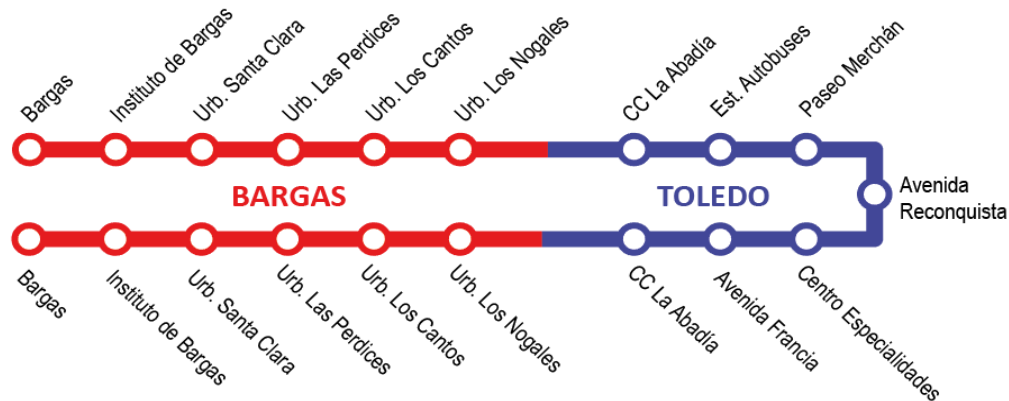 Bargas
Instituto de Bargas
Urb. Santa Clara
Urb. Las Perdices
Urb. Los Cantos
Urb. Los Nogales
CC La Abadía
Est. Autobuses
Paseo Merchán
BARGAS
TOLEDO
Avenida
Reconquista
Bargas
Instituto de Bargas
Urb. Santa Clara
Urb. Las Perdices
Urb. Los Cantos
Urb. Los Nogales
CC La Abadía
Avenida Francia
Centro Especialidades